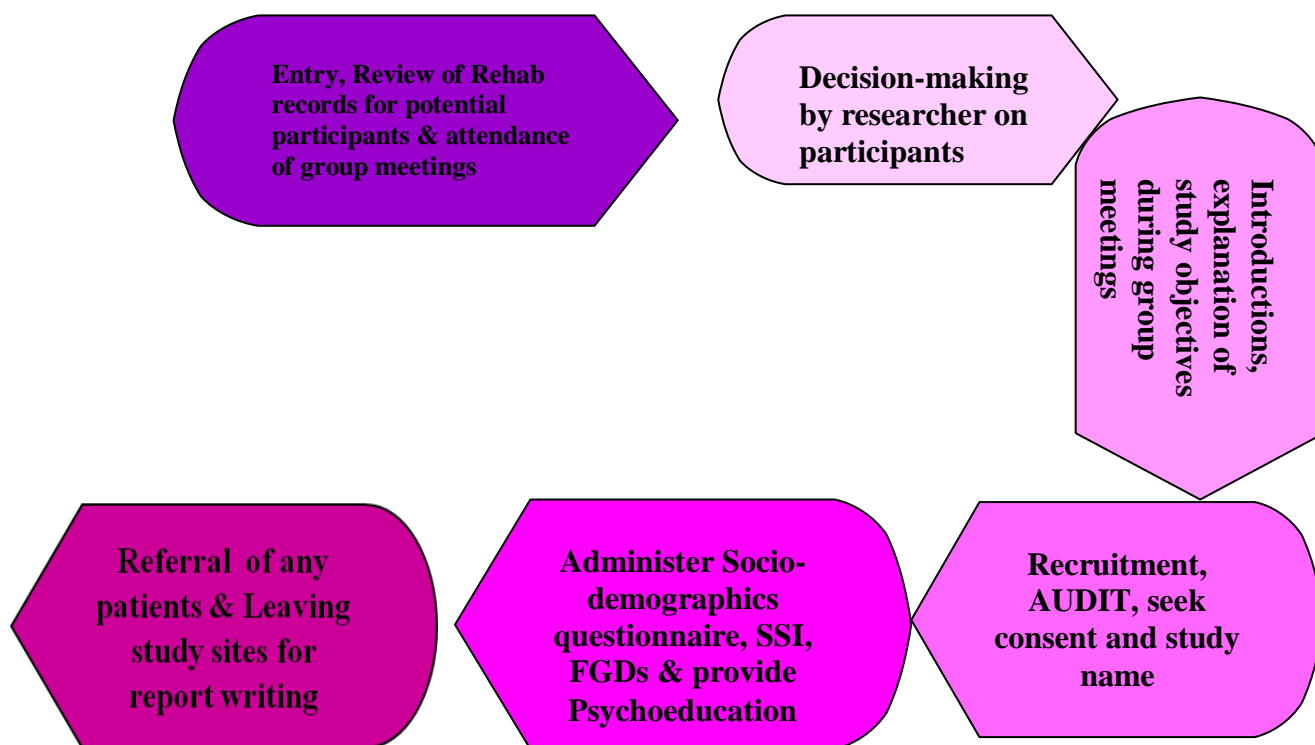 Entry, Review of Rehab
records for potential
participants & attendance
of group meetings
Decision-making
by researcher on
participants
Introductions,
explanation of
study objectives
during group
meetings
Recruitment,
AUDIT, seek
consent and study
name
Administer Socio-
demographics
questionnaire, SSI,
FGDs & provide
Psychoeducation
Referral of any
patients & Leaving
study sites for
report writing